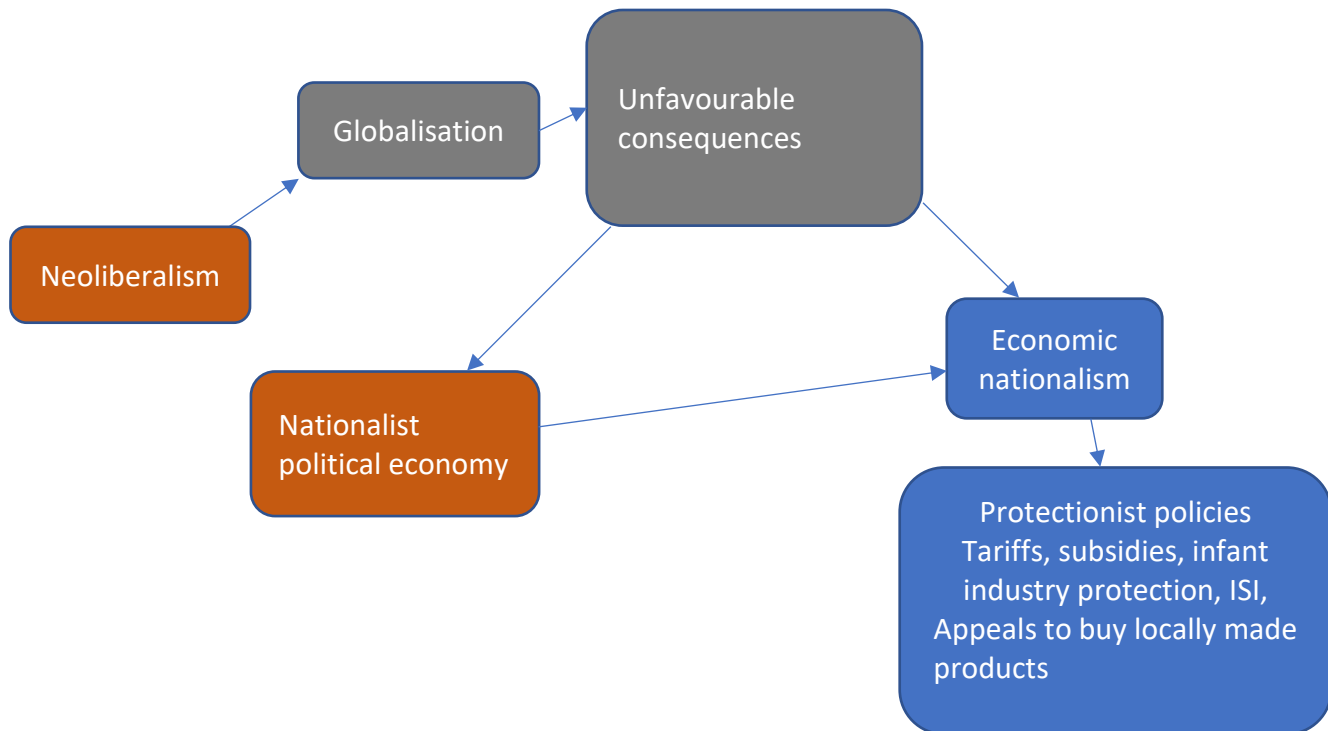 Unfavourable
consequences
Globalisation
Neoliberalism
Economic
nationalism
Nationalist
political economy
Protectionist policies
Tariffs, subsidies, infant
industry protection, ISI,
Appeals to buy locally made
products